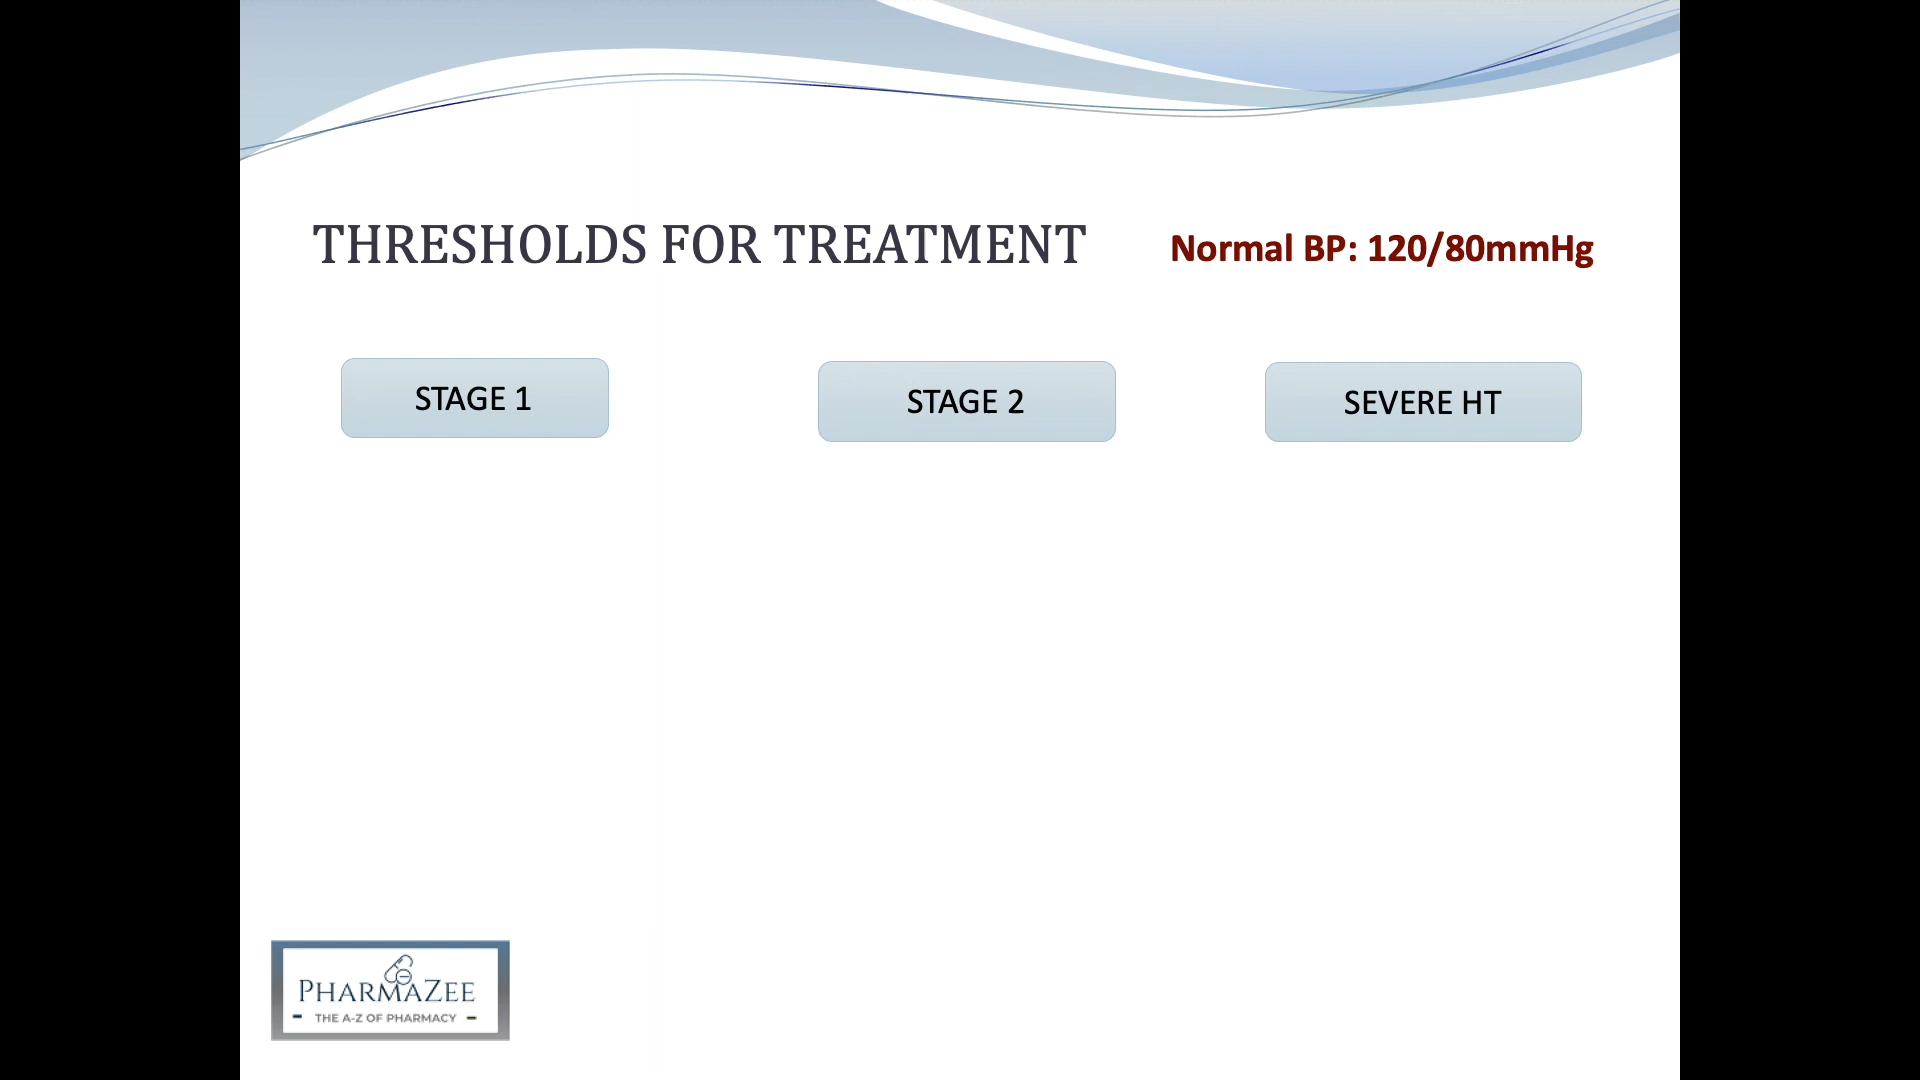 THRESHOLDS FOR TREATMENT
Normal BP: 120/80mmHg
STAGE 1
STAGE 2
SEVERE HT
PHARMAZEE
THE A-Z OF PHARMACY